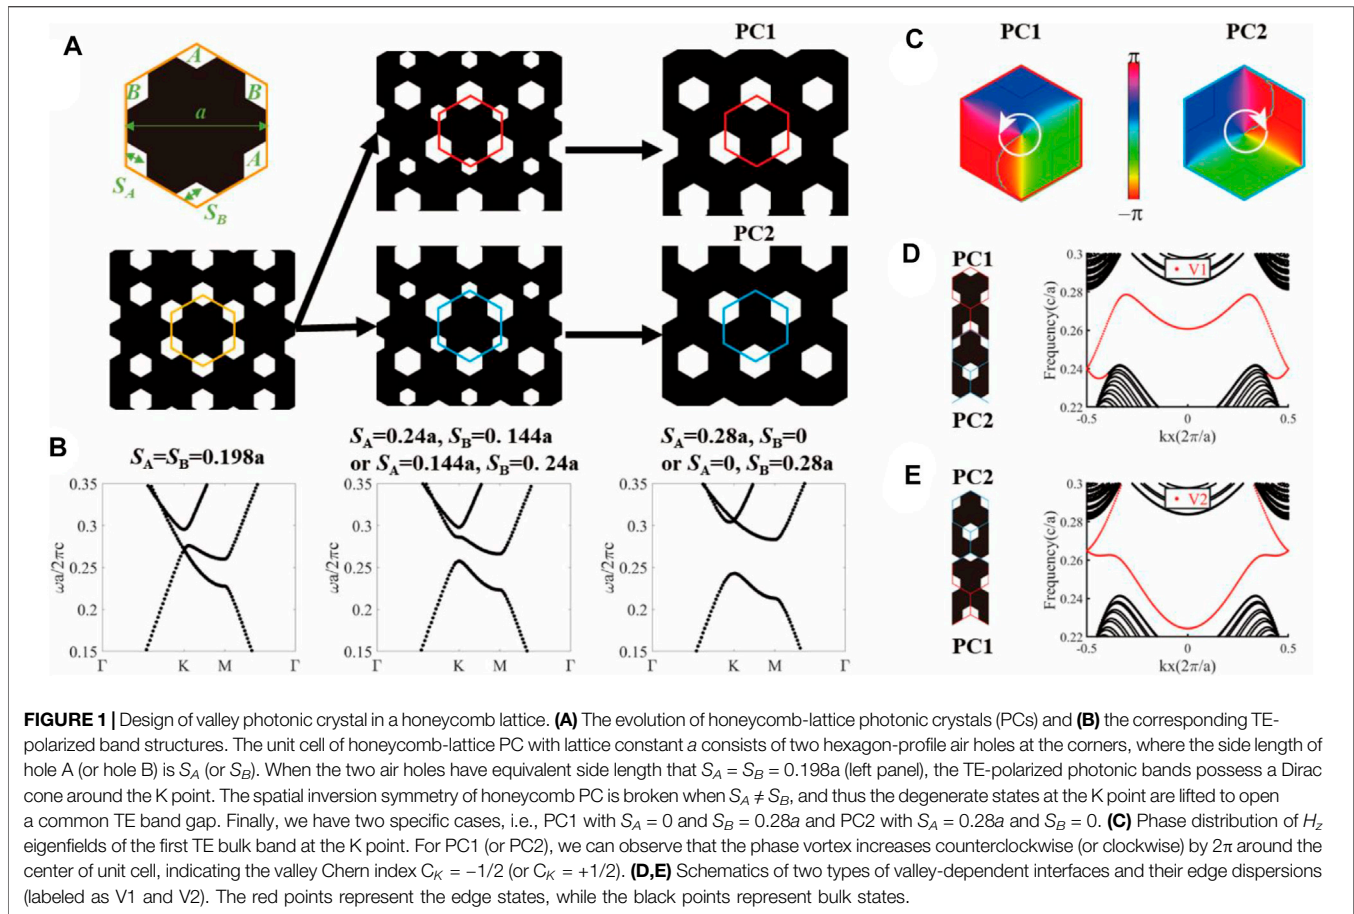 A
A
B
B
a
A
S_A
S_B
PC1
PC2
C
PC1
PC2
π
−π
B
S_A=S_B=0.198a
S_A=0.24a, S_B=0. 144a
or S_A=0.144a, S_B=0. 24a
S_A=0.28a, S_B=0
or S_A=0, S_B=0.28a
ωa/2πc
0.35
0.3
0.25
0.2
0.15
Γ K M Γ
ωa/2πc
0.35
0.3
0.25
0.2
0.15
Γ K M Γ
ωa/2πc
0.35
0.3
0.25
0.2
0.15
Γ K M Γ
D
PC1
PC2
Frequency(c/a)
0.3
0.28
0.26
0.24
0.22
V1
-0.5 0 0.5
kx(2π/a)
E
PC2
PC1
Frequency(c/a)
0.3
0.28
0.26
0.24
0.22
V2
-0.5 0 0.5
kx(2π/a)
FIGURE 1 | Design of valley photonic crystal in a honeycomb lattice. (A) The evolution of honeycomb-lattice photonic crystals (PCs) and (B) the corresponding TE-
polarized band structures. The unit cell of honeycomb-lattice PC with lattice constant a consists of two hexagon-profile air holes at the corners, where the side length of
hole A (or hole B) is S_A (or S_B). When the two air holes have equivalent side length that S_A = S_B = 0.198a (left panel), the TE-polarized photonic bands possess a Dirac
cone around the K point. The spatial inversion symmetry of honeycomb PC is broken when S_A ≠ S_B, and thus the degenerate states at the K point are lifted to open
a common TE band gap. Finally, we have two specific cases, i.e., PC1 with S_A = 0 and S_B = 0.28a and PC2 with S_A = 0.28a and S_B = 0. (C) Phase distribution of H_z
eigenfields of the first TE bulk band at the K point. For PC1 (or PC2), we can observe that the phase vortex increases counterclockwise (or clockwise) by 2π around the
center of unit cell, indicating the valley Chern index C_K = −1/2 (or C_K = +1/2). (D,E) Schematics of two types of valley-dependent interfaces and their edge dispersions
(labeled as V1 and V2). The red points represent the edge states, while the black points represent bulk states.